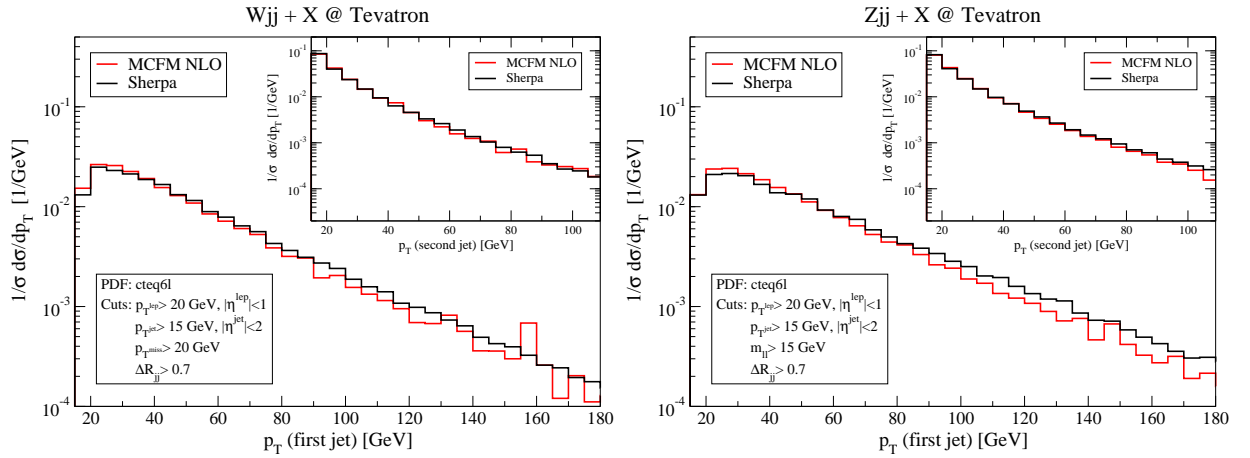 Wjj + X @ Tevatron
1/σ dσ/dp_T [1/GeV]
10^-1
10^-2
10^-3
10^-4
MCFM NLO
Sherpa
1/σ dσ/dp_T [1/GeV]
10^-1
10^-2
10^-3
10^-4
MCFM NLO
Sherpa
20 40 60 80 100
p_T (second jet) [GeV]
PDF: cteq6l
Cuts: p_T^lep> 20 GeV, |η^lep|<1
p_T^jet> 15 GeV, |η^jet|<2
p_T^miss> 20 GeV
ΔR_jj> 0.7
20 40 60 80 100 120 140 160 180
p_T (first jet) [GeV]
Zjj + X @ Tevatron
1/σ dσ/dp_T [1/GeV]
10^-1
10^-2
10^-3
10^-4
MCFM NLO
Sherpa
1/σ dσ/dp_T [1/GeV]
10^-1
10^-2
10^-3
10^-4
MCFM NLO
Sherpa
20 40 60 80 100
p_T (second jet) [GeV]
PDF: cteq6l
Cuts: p_T^lep> 20 GeV, |η^lep|<1
p_T^jet> 15 GeV, |η^jet|<2
m_ll> 15 GeV
ΔR_jj> 0.7
20 40 60 80 100 120 140 160 180
p_T (first jet) [GeV]